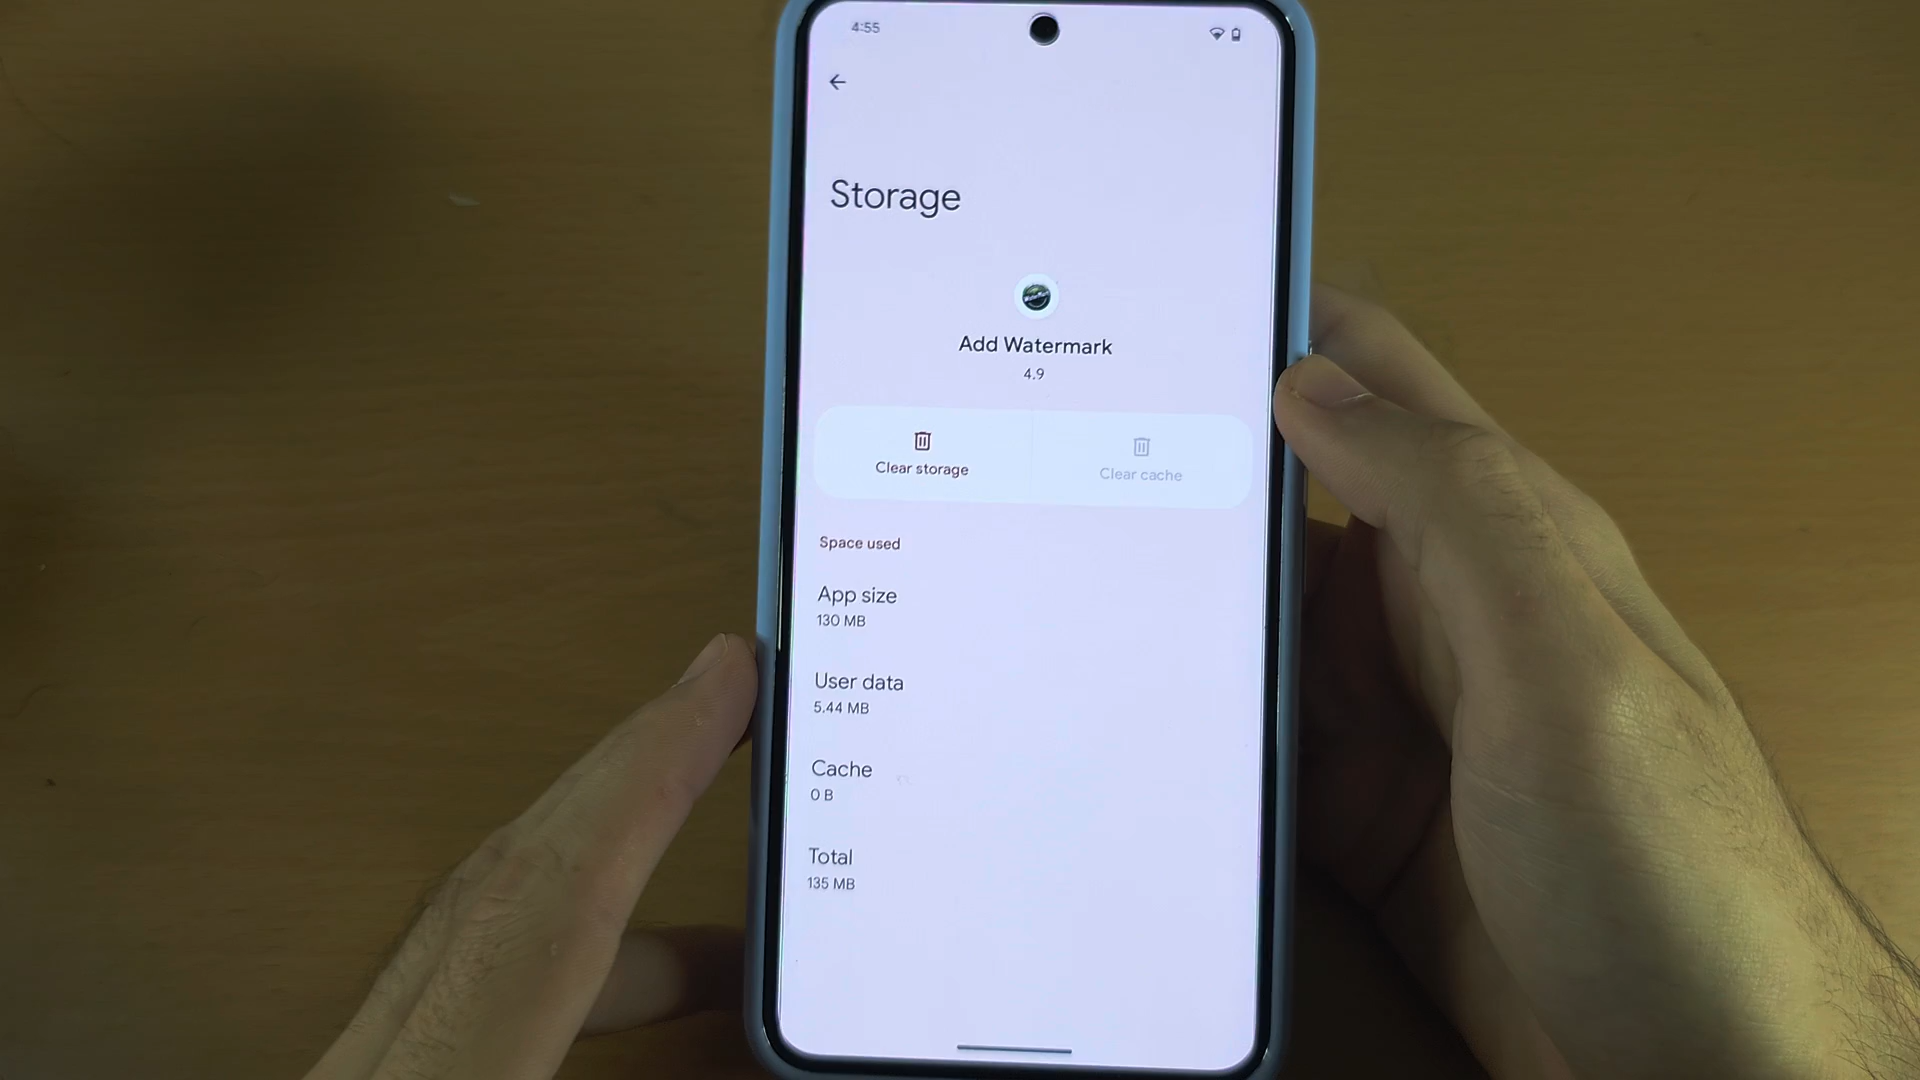 4:55
Storage
Add Watermark
4.9
Clear storage
Clear cache
Space used
App size
130 MB
User data
5.44 MB
Cache
0 B
Total
135 MB